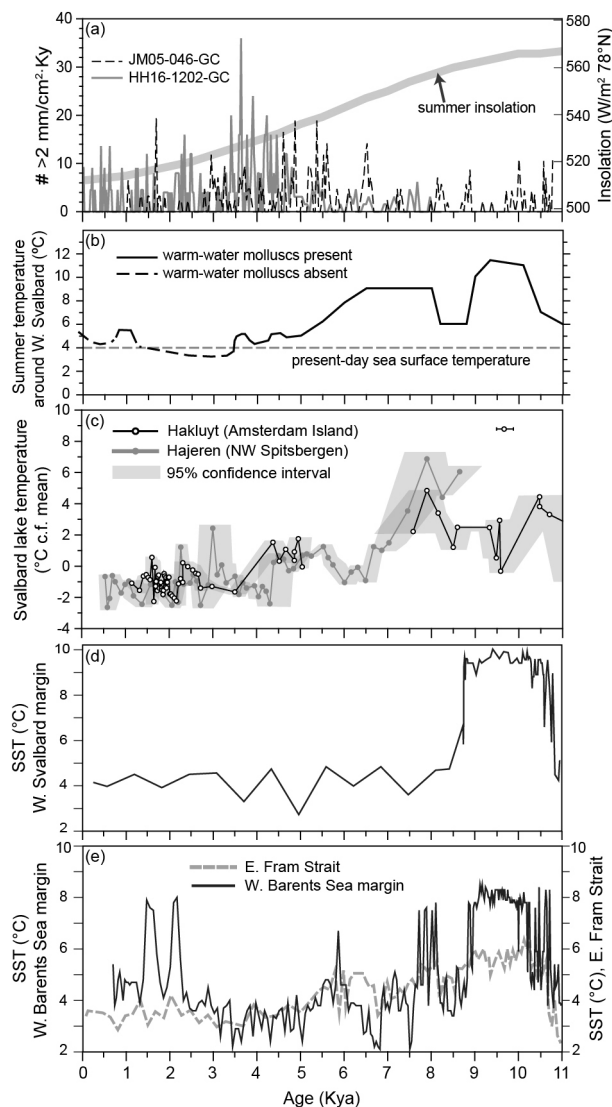 (a)
JM05-046-GC
HH16-1202-GC
summer insolation
# >2 mm/cm²·Ky
40
30
20
10
0
Insolation (W/m² 78°N)
580
560
540
520
500
(b)
warm-water molluscs present
warm-water molluscs absent
present-day sea surface temperature
Summer temperature
around W. Svalbard (ºC)
12
10
8
6
4
2
0
(c)
Hakluyt (Amsterdam Island)
Hajeren (NW Spitsbergen)
95% confidence interval
Svalbard lake temperature
(°C c.f. mean)
10
8
6
4
2
0
-2
-4
(d)
SST (°C)
W. Svalbard margin
10
8
6
4
2
(e)
E. Fram Strait
W. Barents Sea margin
SST (°C)
W. Barents Sea margin
10
8
6
4
2
SST (°C), E. Fram Strait
10
8
6
4
2
0 1 2 3 4 5 6 7 8 9 10 11
Age (Kya)